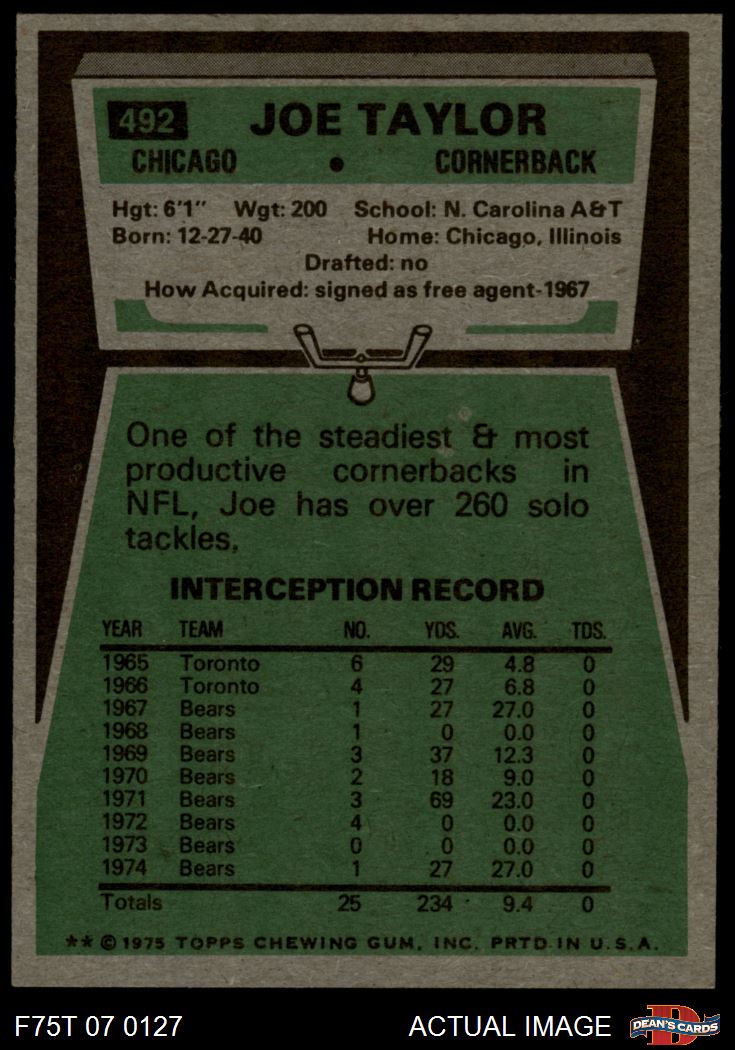 492 JOE TAYLOR
CHICAGO • CORNERBACK
Hgt: 6'1" Wgt: 200 School: N. Carolina A&T
Born: 12-27-40 Home: Chicago, Illinois
Drafted: no
How Acquired: signed as free agent-1967
One of the steadiest & most
productive cornerbacks in
NFL, Joe has over 260 solo
tackles.
INTERCEPTION RECORD
YEAR TEAM NO. YDS. AVG. TDS.
1965 Toronto 6 29 4.8 0
1966 Toronto 4 27 6.8 0
1967 Bears 1 27 27.0 0
1968 Bears 1 0 0.0 0
1969 Bears 3 37 12.3 0
1970 Bears 2 18 9.0 0
1971 Bears 3 69 23.0 0
1972 Bears 4 0 0.0 0
1973 Bears 0 0 0.0 0
1974 Bears 1 27 27.0 0
Totals 25 234 9.4 0
** © 1975 TOPPS CHEWING GUM, INC. PRTD. IN U.S.A.
F75T 07 0127 ACTUAL IMAGE D DEAN'S CARDS